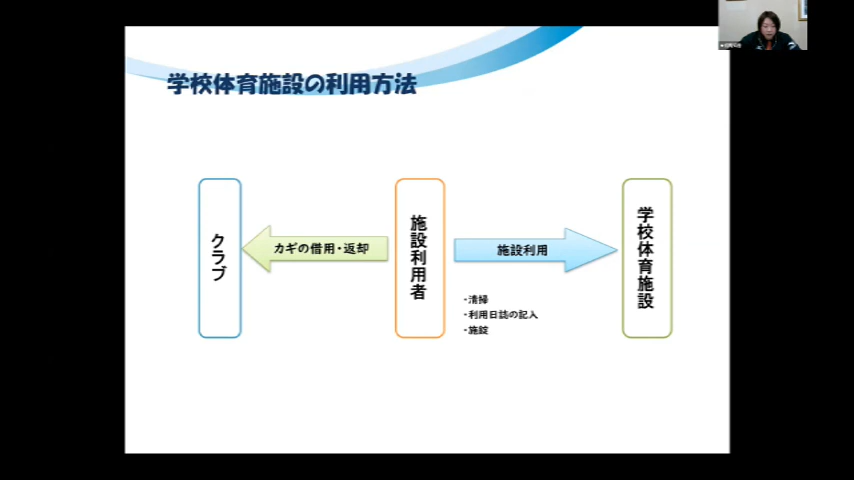 学校体育施設の利用方法
クラブ
カギの借用・返却
施設利用者
施設利用
学校体育施設
・清掃
・利用日誌の記入
・施錠